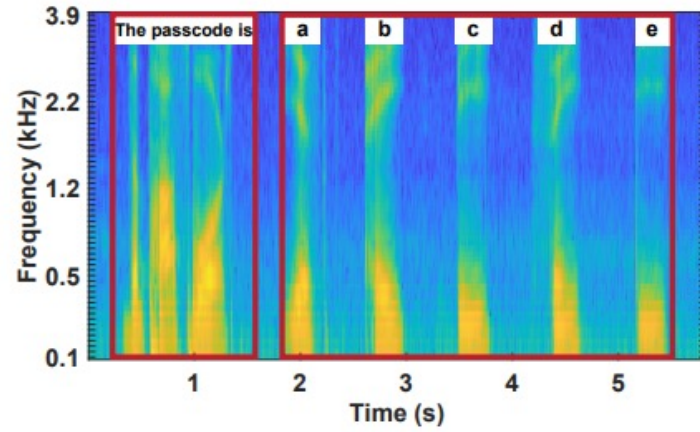 The passcode is a b c d e
3.9
2.2
1.2
0.5
0.1
Frequency (kHz)
1 2 3 4 5
Time (s)